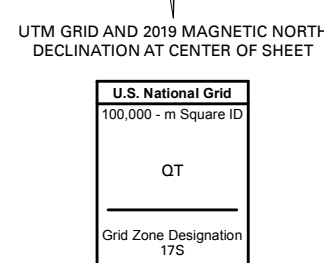 UTM GRID AND 2019 MAGNETIC NORTH
DECLINATION AT CENTER OF SHEET
U.S. National Grid
100,000 - m Square ID
QT
Grid Zone Designation
17S